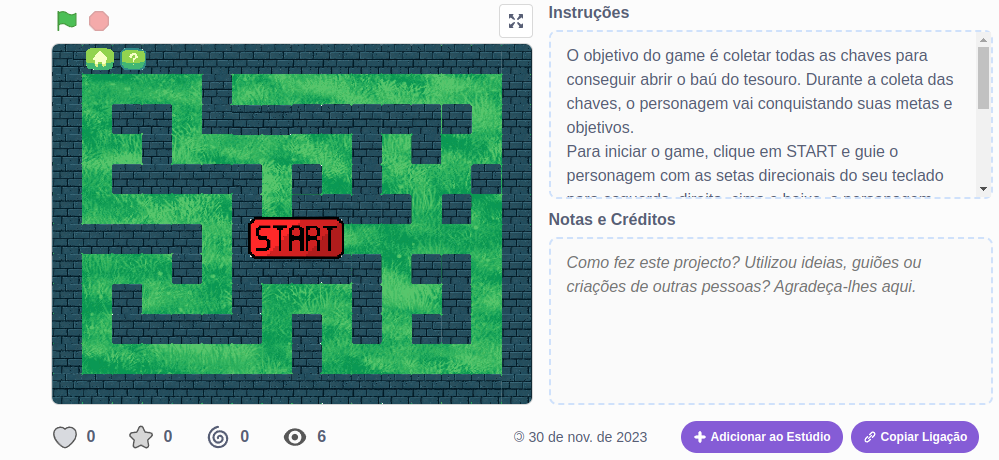 Instruções
O objetivo do game é coletar todas as chaves para
conseguir abrir o baú do tesouro. Durante a coleta das
chaves, o personagem vai conquistando suas metas e
objetivos.
Para iniciar o game, clique em START e guie o
personagem com as setas direcionais do seu teclado
?
START
Notas e Créditos
Como fez este projecto? Utilizou ideias, guiões ou
criações de outras pessoas? Agradeça-lhes aqui.
0 0 0 6
30 de nov. de 2023
Adicionar ao Estúdio
Copiar Ligação